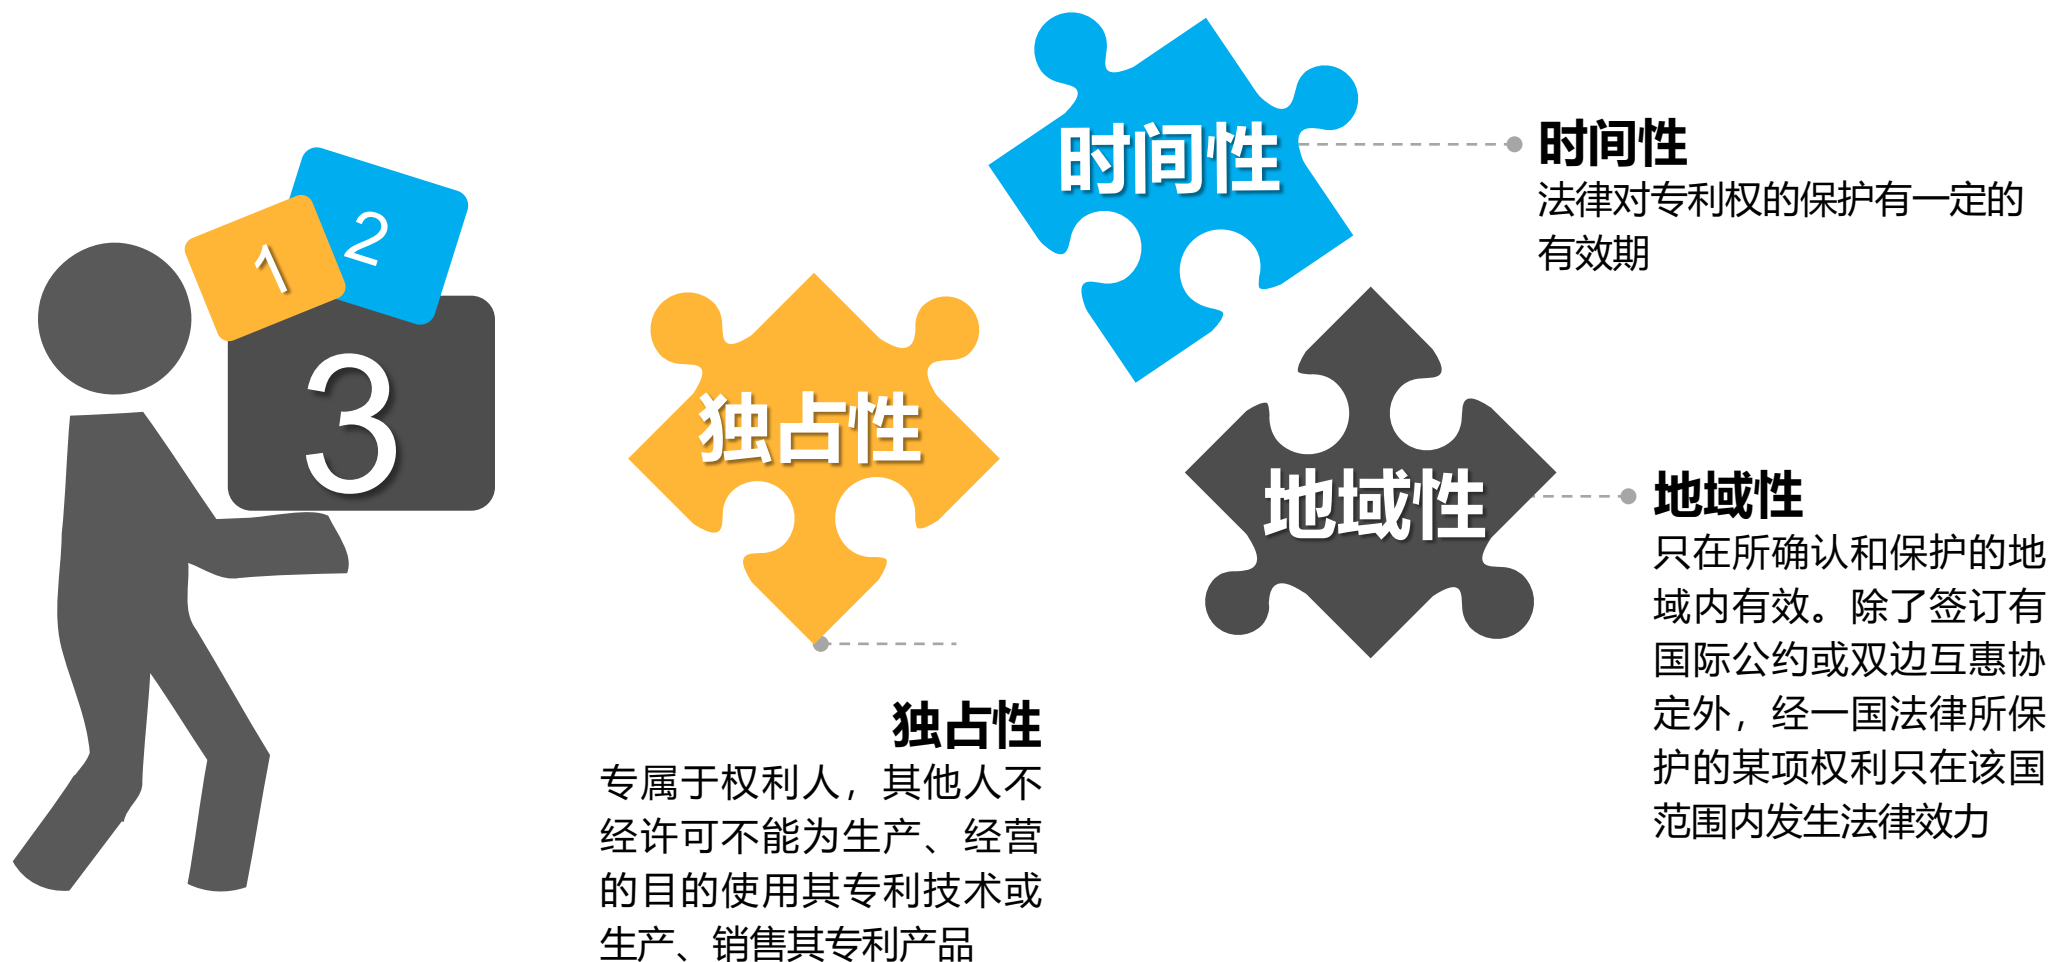 1
2
3
时间性
时间性
法律对专利权的保护有一定的
有效期
独占性
独占性
专属于权利人，其他人不
经许可不能为生产、经营
的目的使用其专利技术或
生产、销售其专利产品
地域性
地域性
只在所确认和保护的地
域内有效。除了签订有
国际公约或双边互惠协
定外，经一国法律所保
护的某项权利只在该国
范围内发生法律效力